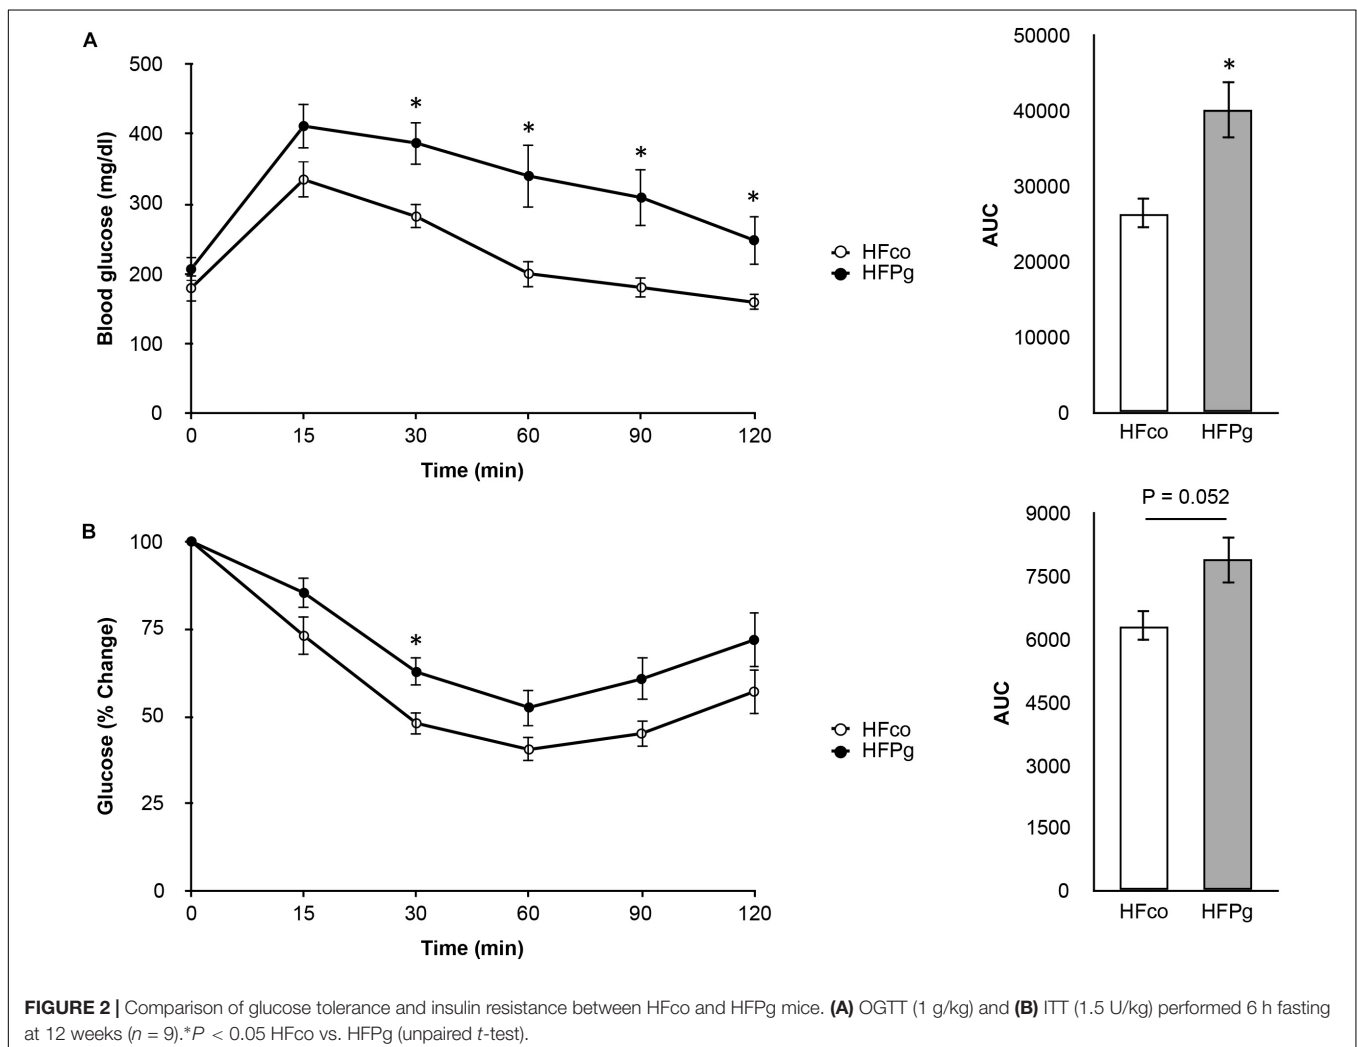 A
500
400
300
200
100
0
Blood glucose (mg/dl)
* * * * *
0 15 30 60 90 120
Time (min)
HFco
HFPg
50000
40000
30000
20000
10000
0
AUC
*
HFco HFPg
B
100
75
50
25
0
Glucose (% Change)
*
0 15 30 60 90 120
Time (min)
HFco
HFPg
P = 0.052
9000
7500
6000
4500
3000
1500
0
AUC
HFco HFPg
FIGURE 2 | Comparison of glucose tolerance and insulin resistance between HFco and HFPg mice. (A) OGTT (1 g/kg) and (B) ITT (1.5 U/kg) performed 6 h fasting
at 12 weeks (n = 9).*P < 0.05 HFco vs. HFPg (unpaired t-test).